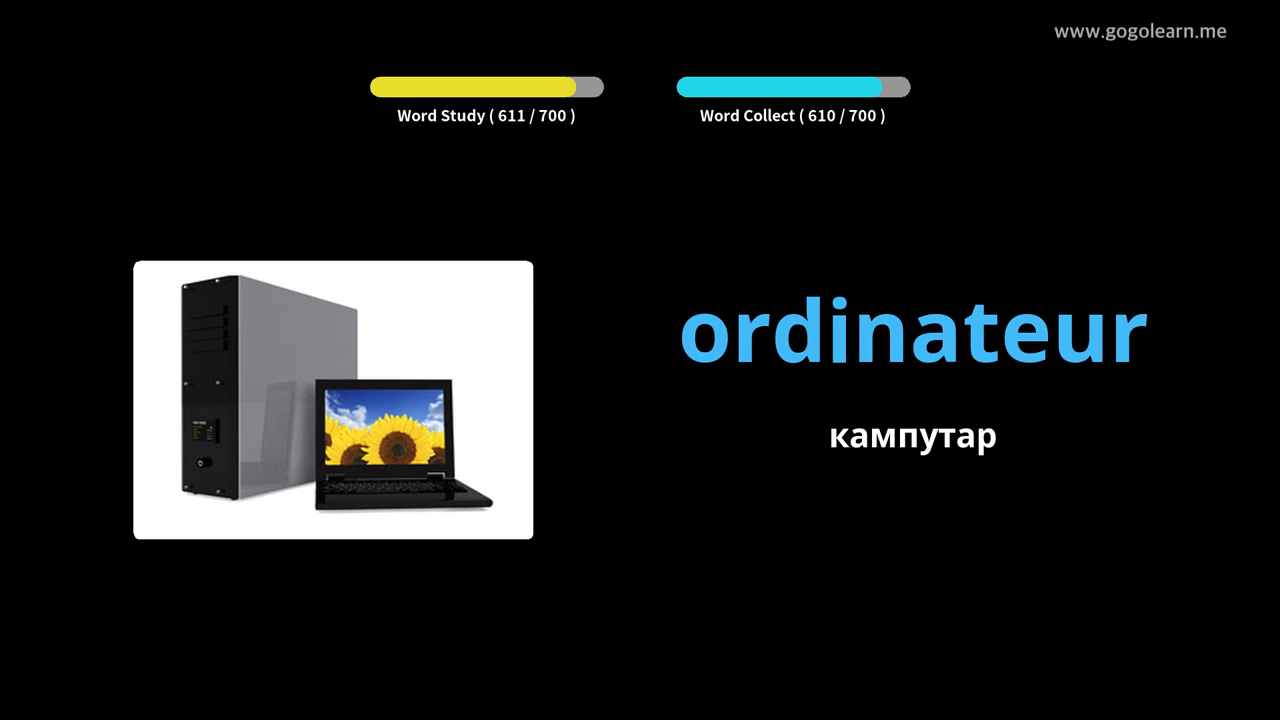 www.gogolearn.me
Word Study ( 611 / 700 )
Word Collect ( 610 / 700 )
ordinateur
кампутар